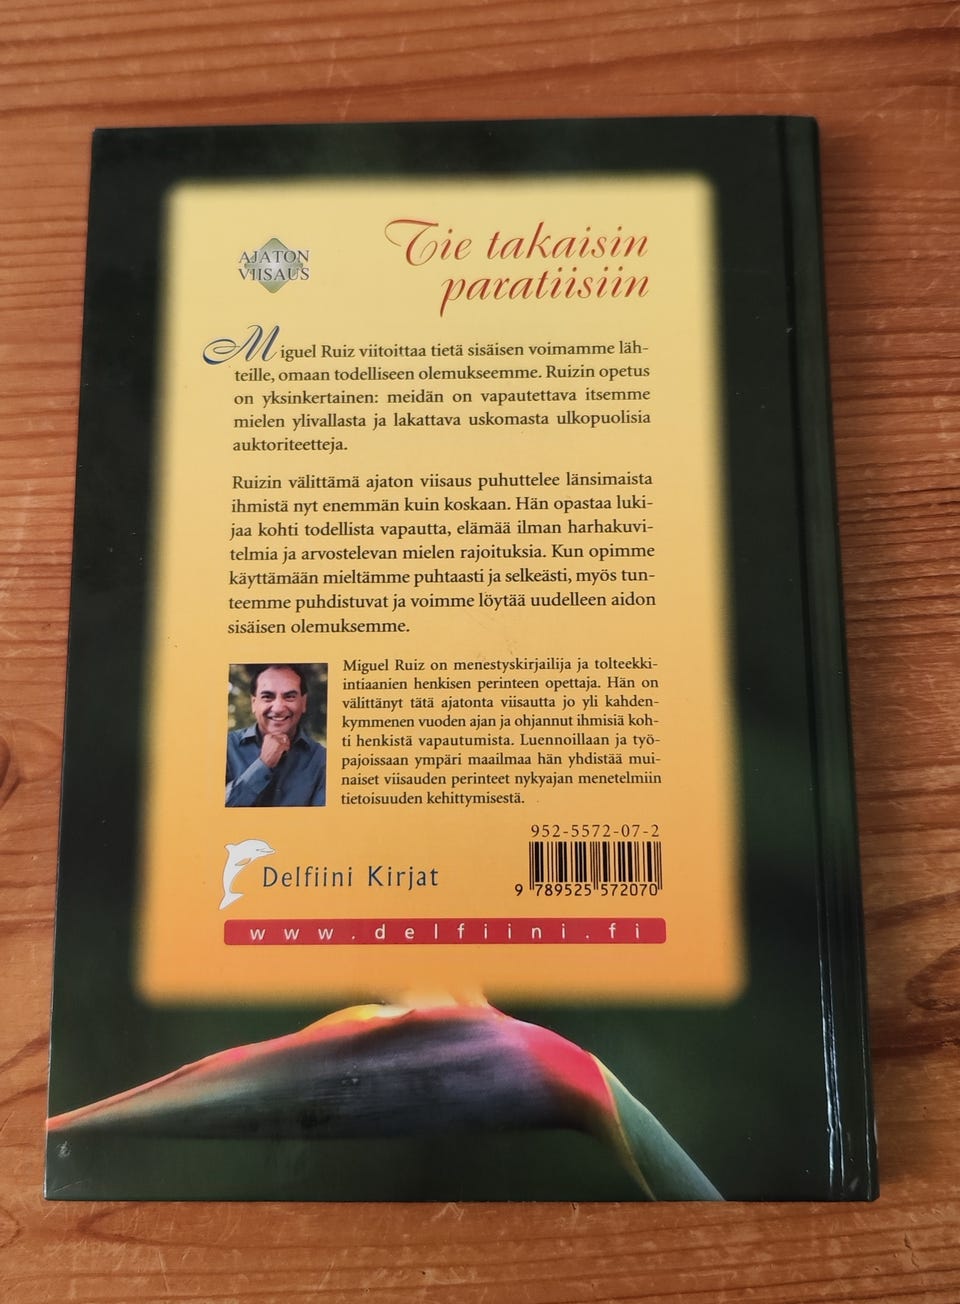 AJATON
VIISAUS
Tie takaisin
paratiisiin
Miguel Ruiz viitoittaa tietä sisäisen voimamme läh-
teille, omaan todelliseen olemukseemme. Ruizin opetus
on yksinkertainen: meidän on vapautettava itsemme
mielen ylivallasta ja lakattava uskomasta ulkopuolisia
auktoriteetteja.
Ruizin välittämä ajaton viisaus puhuttelee länsimaista
ihmistä nyt enemmän kuin koskaan. Hän opastaa luki-
jaa kohti todellista vapautta, elämää ilman harhakuvi-
telmia ja arvostelevan mielen rajoituksia. Kun opimme
käyttämään mieltämme puhtaasti ja selkeästi, myös tun-
teemme puhdistuvat ja voimme löytää uudelleen aidon
sisäisen olemuksemme.
Miguel Ruiz on menestyskirjailija ja tolteekki-
intiaanien henkisen perinteen opettaja. Hän on
välittänyt tätä ajatonta viisautta jo yli kahden-
kymmenen vuoden ajan ja ohjannut ihmisiä koh-
ti henkistä vapautumista. Luennoillaan ja työ-
pajoissaan ympäri maailmaa hän yhdistää mui-
naiset viisauden perinteet nykyajan menetelmiin
tietoisuuden kehittymisestä.
952-5572-07-2
9 789525 572070
Delfiini Kirjat
www.delfiini.fi